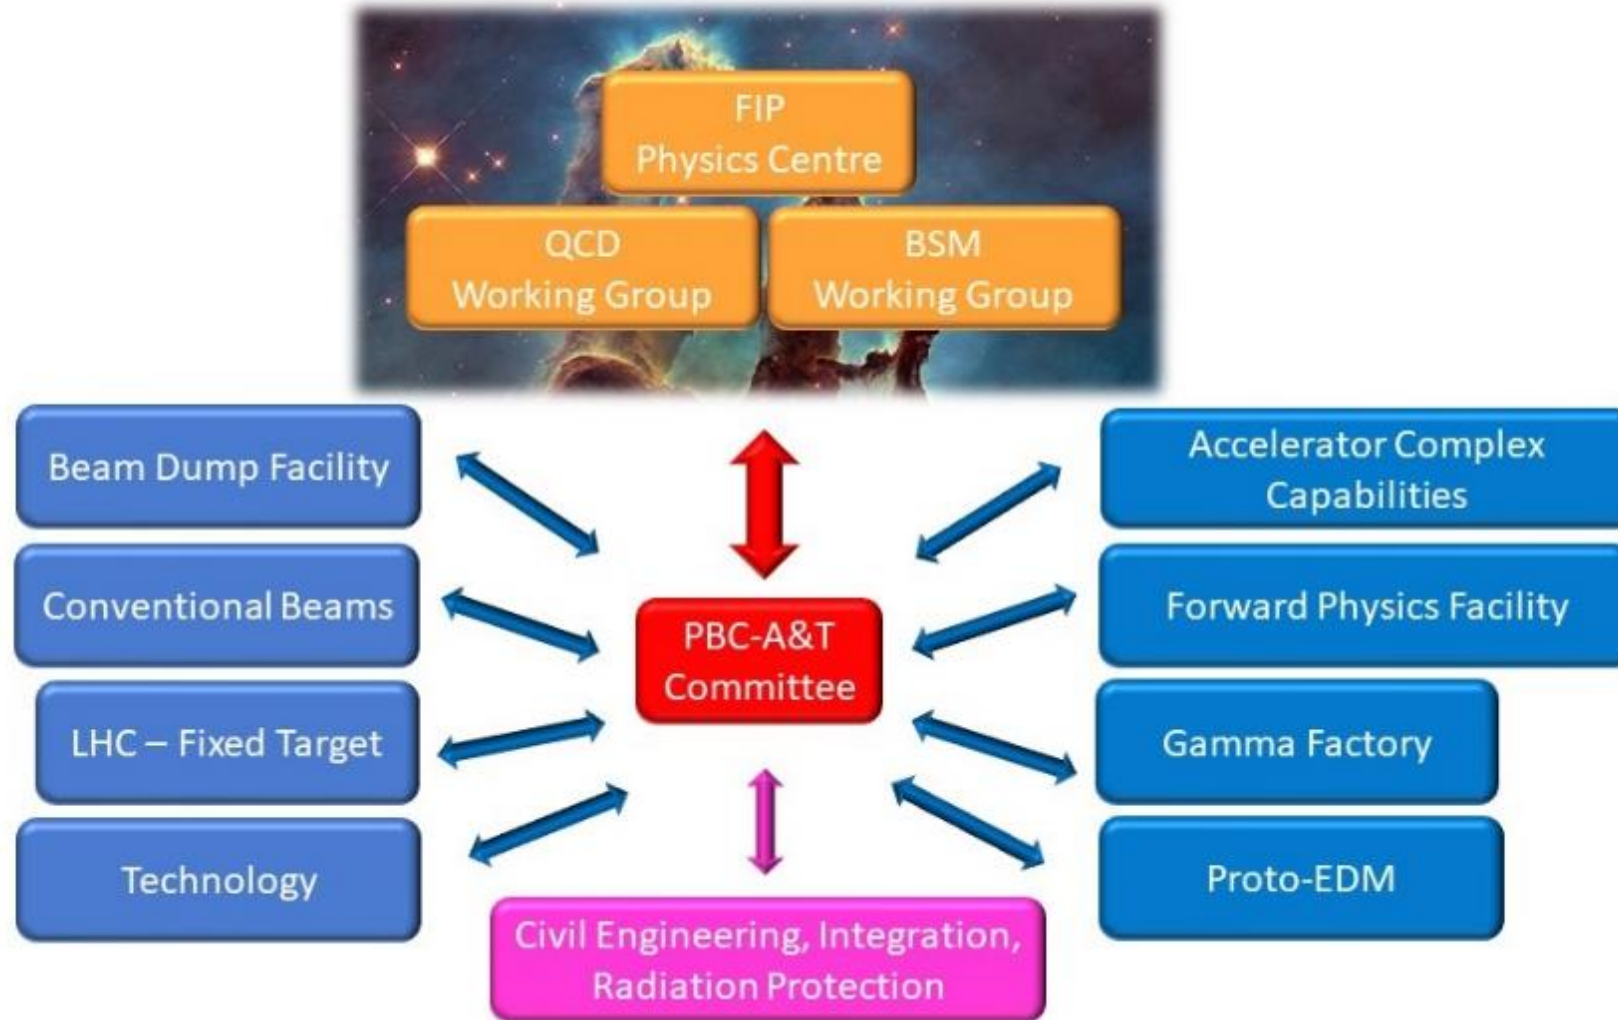 FIP
Physics Centre
QCD
Working Group
BSM
Working Group
Beam Dump Facility
Conventional Beams
LHC – Fixed Target
Technology
PBC-A&T
Committee
Civil Engineering, Integration,
Radiation Protection
Accelerator Complex
Capabilities
Forward Physics Facility
Gamma Factory
Proto-EDM